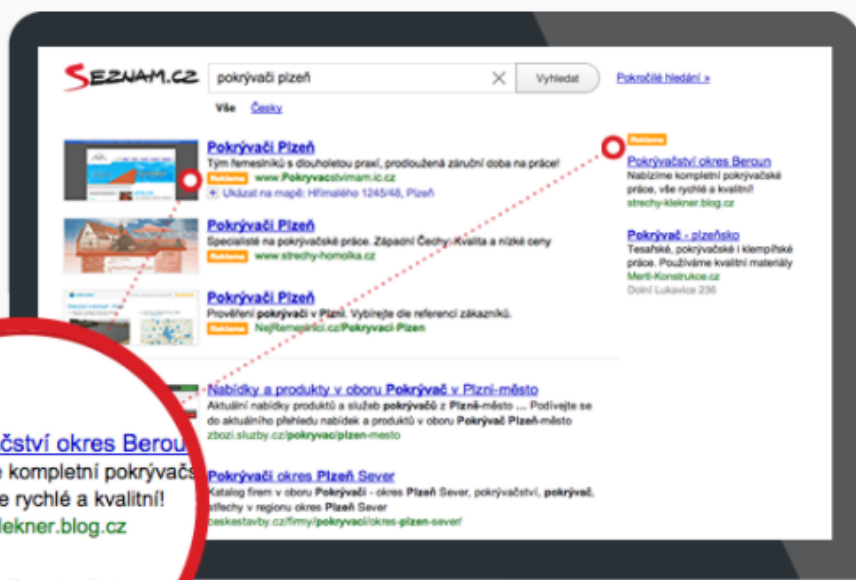 SEZNAM.CZ
pokrývači plzeň
Vyhledat
Pokročilé hledání »
Vše Česky
Pokrývači Plzeň
Tým řemeslníků s dlouholetou praxí, prodloužená záruční doba na práce!
Reklama www.Pokryvacstvimam.ic.cz
Ukázat na mapě: Hřímalého 1245/48, Plzeň
Pokrývači Plzeň
Specialisté na pokrývačské práce. Západní Čechy. Kvalita a nízké ceny
Reklama www.strechy-homolka.cz
Pokrývači Plzeň
Prověření pokrývači v Plzni. Vybírejte dle referencí zákazníků.
Reklama NejRemeslnici.cz/Pokryvaci-Plzen
Nabídky a produkty v oboru Pokrývač v Plzni-město
Aktuální nabídky produktů a služeb pokrývačů z Plzně-město ... Podívejte se
do aktuálního přehledu nabídek a produktů v oboru Pokrývač Plzeň-město
zbozi.sluzby.cz/pokryvac/plzen-mesto
Pokrývači okres Plzeň Sever
Katalog firem v oboru Pokrývači - okres Plzeň Sever, pokrývačství, pokrývač,
střechy v regionu okres Plzeň Sever
ceskestavby.cz/firmy/pokryvaci/okres-plzen-sever/
Reklama
Pokrývačství okres Beroun
Nabízíme kompletní pokrývačské
práce, vše rychlé a kvalitní!
strechy-klekner.blog.cz
Pokrývač - plzeňsko
Tesařské, pokrývačské i klempířské
práce. Používáme kvalitní materiály
Mertl-Konstrukce.cz
Dolní Lukavice 236
čství okres Berou
kompletní pokrývačs
e rychlé a kvalitní!
lekner.blog.cz